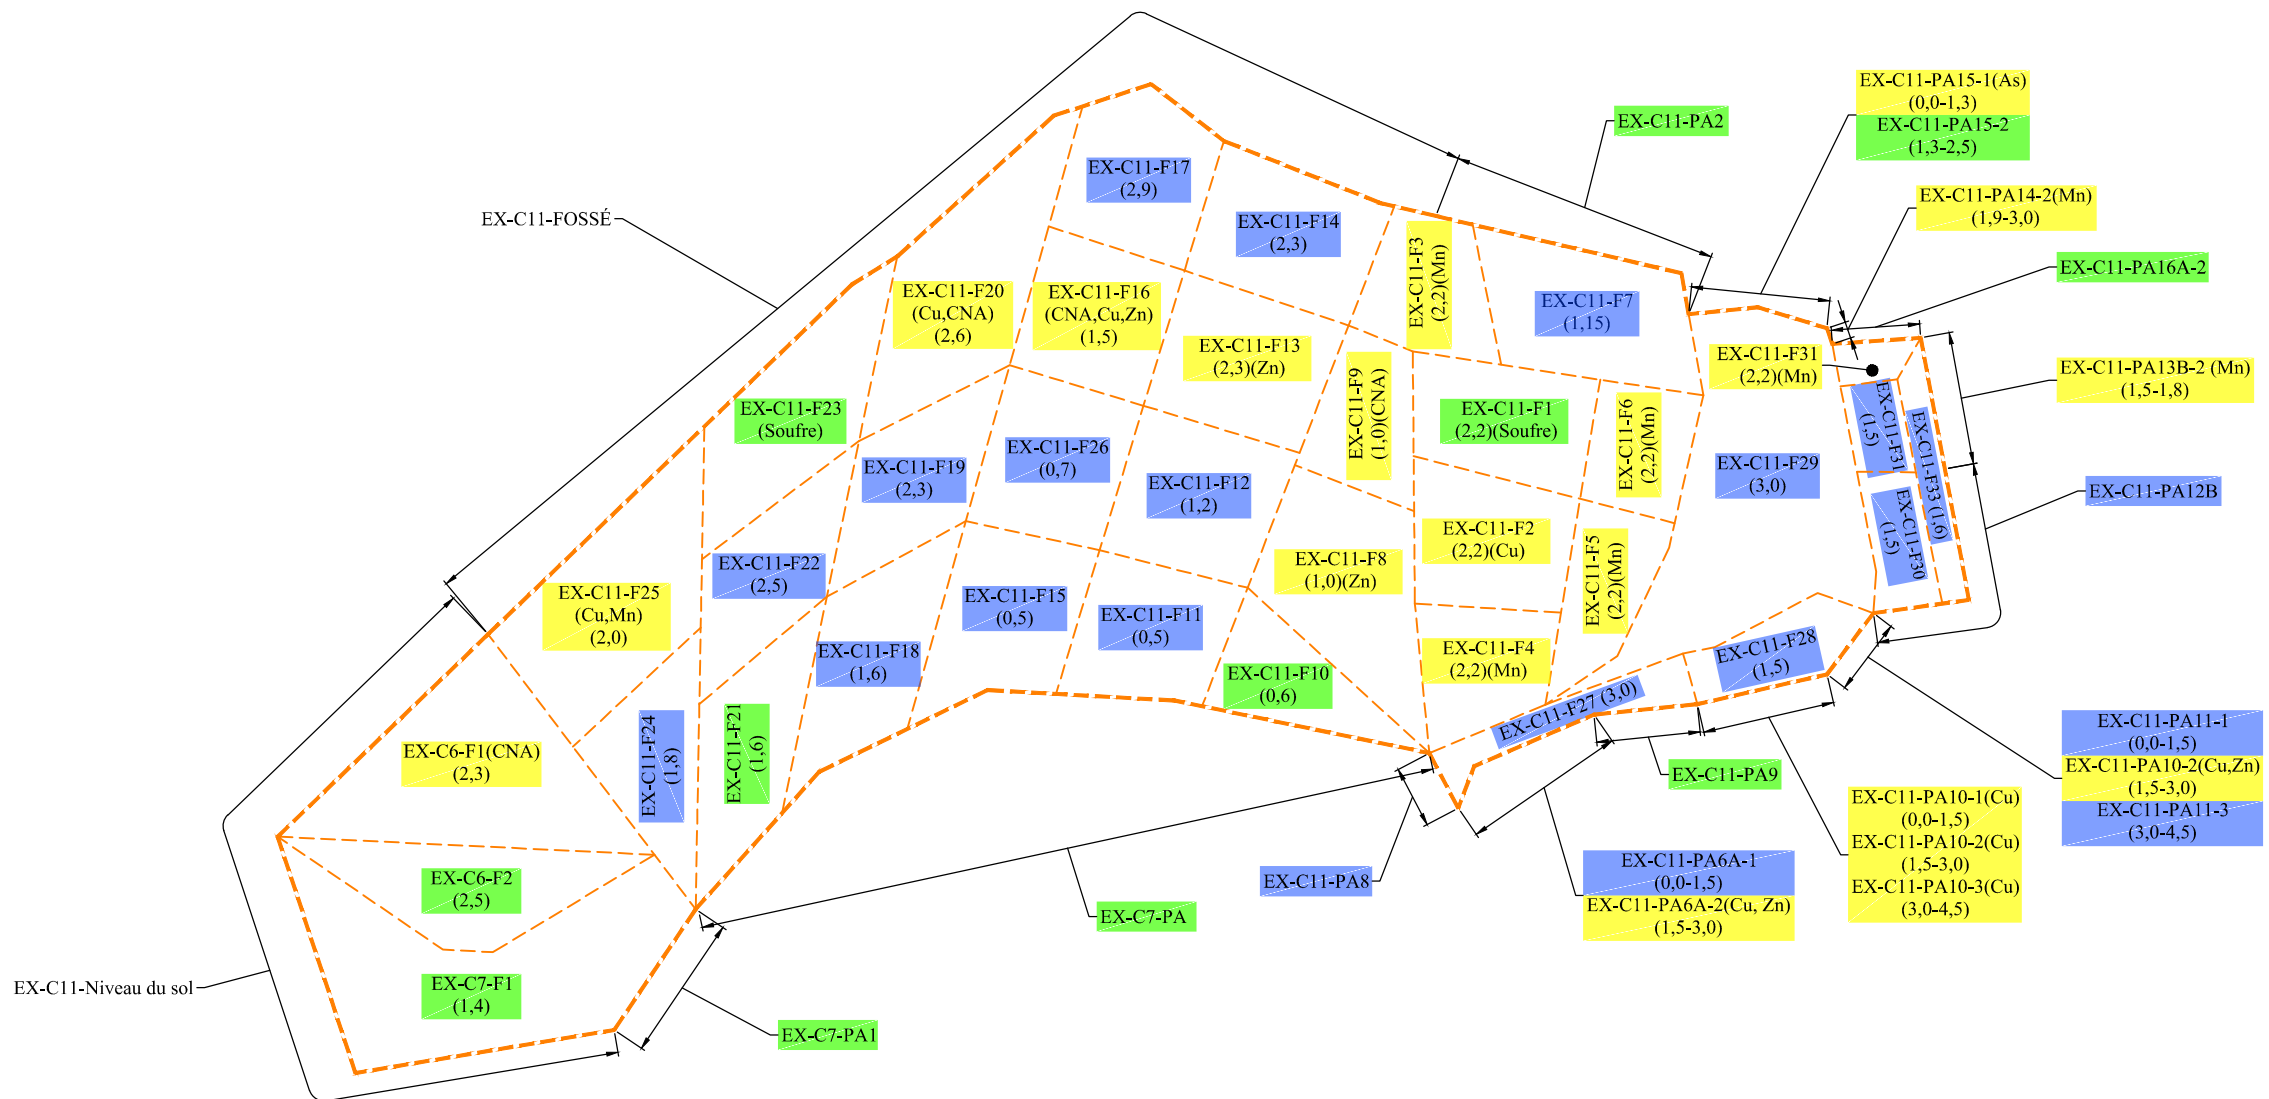 EX-C11-PA15-1(As)
(0,0-1,3)
EX-C11-PA15-2
(1,3-2,5)
EX-C11-PA2
EX-C11-F17
(2,9)
EX-C11-PA14-2(Mn)
(1,9-3,0)
EX-C11-FOSSÉ
EX-C11-F14
(2,3)
EX-C11-F3
(2,2)(Mn)
EX-C11-PA16A-2
EX-C11-F20
(Cu,CNA)
(2,6)
EX-C11-F16
(CNA,Cu,Zn)
(1,5)
EX-C11-F7
(1,15)
EX-C11-F13
(2,3)(Zn)
EX-C11-F9
(1,0)(CNA)
EX-C11-F31
(2,2)(Mn)
EX-C11-PA13B-2 (Mn)
(1,5-1,8)
EX-C11-F23
(Soufre)
EX-C11-F1
(2,2)(Soufre)
EX-C11-F6
(2,2)(Mn)
EX-C11-F31
(1,5)
EX-C11-F33 (1,6)
EX-C11-F26
(0,7)
EX-C11-F19
(2,3)
EX-C11-F12
(1,2)
EX-C11-F29
(3,0)
EX-C11-PA12B
EX-C11-F30
(1,5)
EX-C11-F2
(2,2)(Cu)
EX-C11-F5
(2,2)(Mn)
EX-C11-F22
(2,5)
EX-C11-F8
(1,0)(Zn)
EX-C11-F25
(Cu,Mn)
(2,0)
EX-C11-F15
(0,5)
EX-C11-F11
(0,5)
EX-C11-F18
(1,6)
EX-C11-F4
(2,2)(Mn)
EX-C11-F28
(1,5)
EX-C11-F10
(0,6)
EX-C11-F27 (3,0)
EX-C11-F24
(1,8)
EX-C11-F21
(1,6)
EX-C6-F1(CNA)
(2,3)
EX-C11-PA9
EX-C11-PA11-1
(0,0-1,5)
EX-C11-PA10-2(Cu,Zn)
(1,5-3,0)
EX-C11-PA11-3
(3,0-4,5)
EX-C11-PA10-1(Cu)
(0,0-1,5)
EX-C11-PA10-2(Cu)
(1,5-3,0)
EX-C11-PA10-3(Cu)
(3,0-4,5)
EX-C11-PA8
EX-C11-PA6A-1
(0,0-1,5)
EX-C11-PA6A-2(Cu, Zn)
(1,5-3,0)
EX-C6-F2
(2,5)
EX-C7-PA
EX-C11-Niveau du sol
EX-C7-F1
(1,4)
EX-C7-PA1